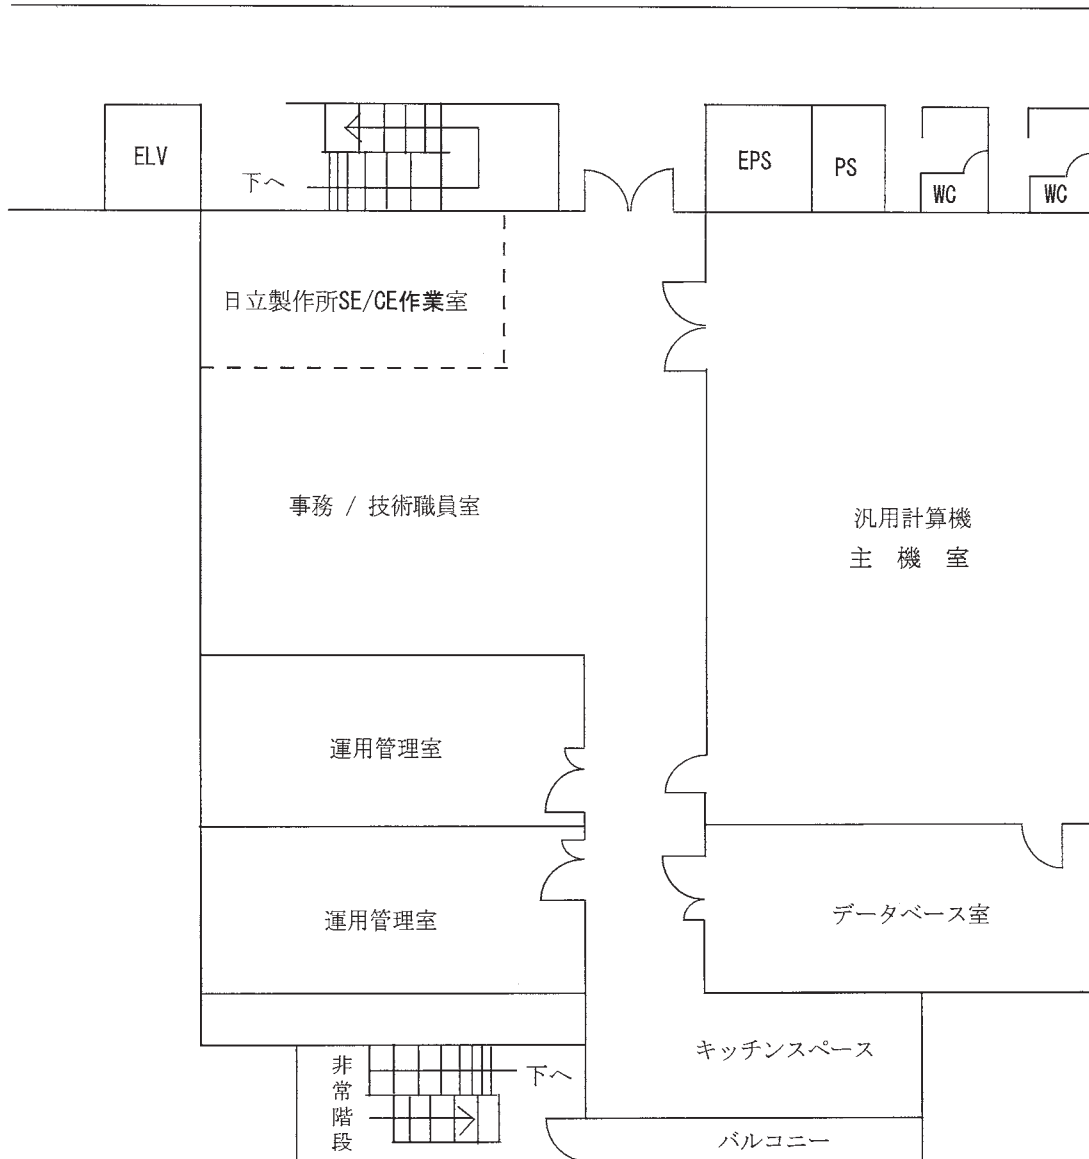 ELV
下へ
EPS
PS
WC
WC
日立製作所SE/CE作業室
事務 / 技術職員室
汎用計算機
主 機 室
運用管理室
運用管理室
データベース室
キッチンスペース
非常階段
下へ
バルコニー